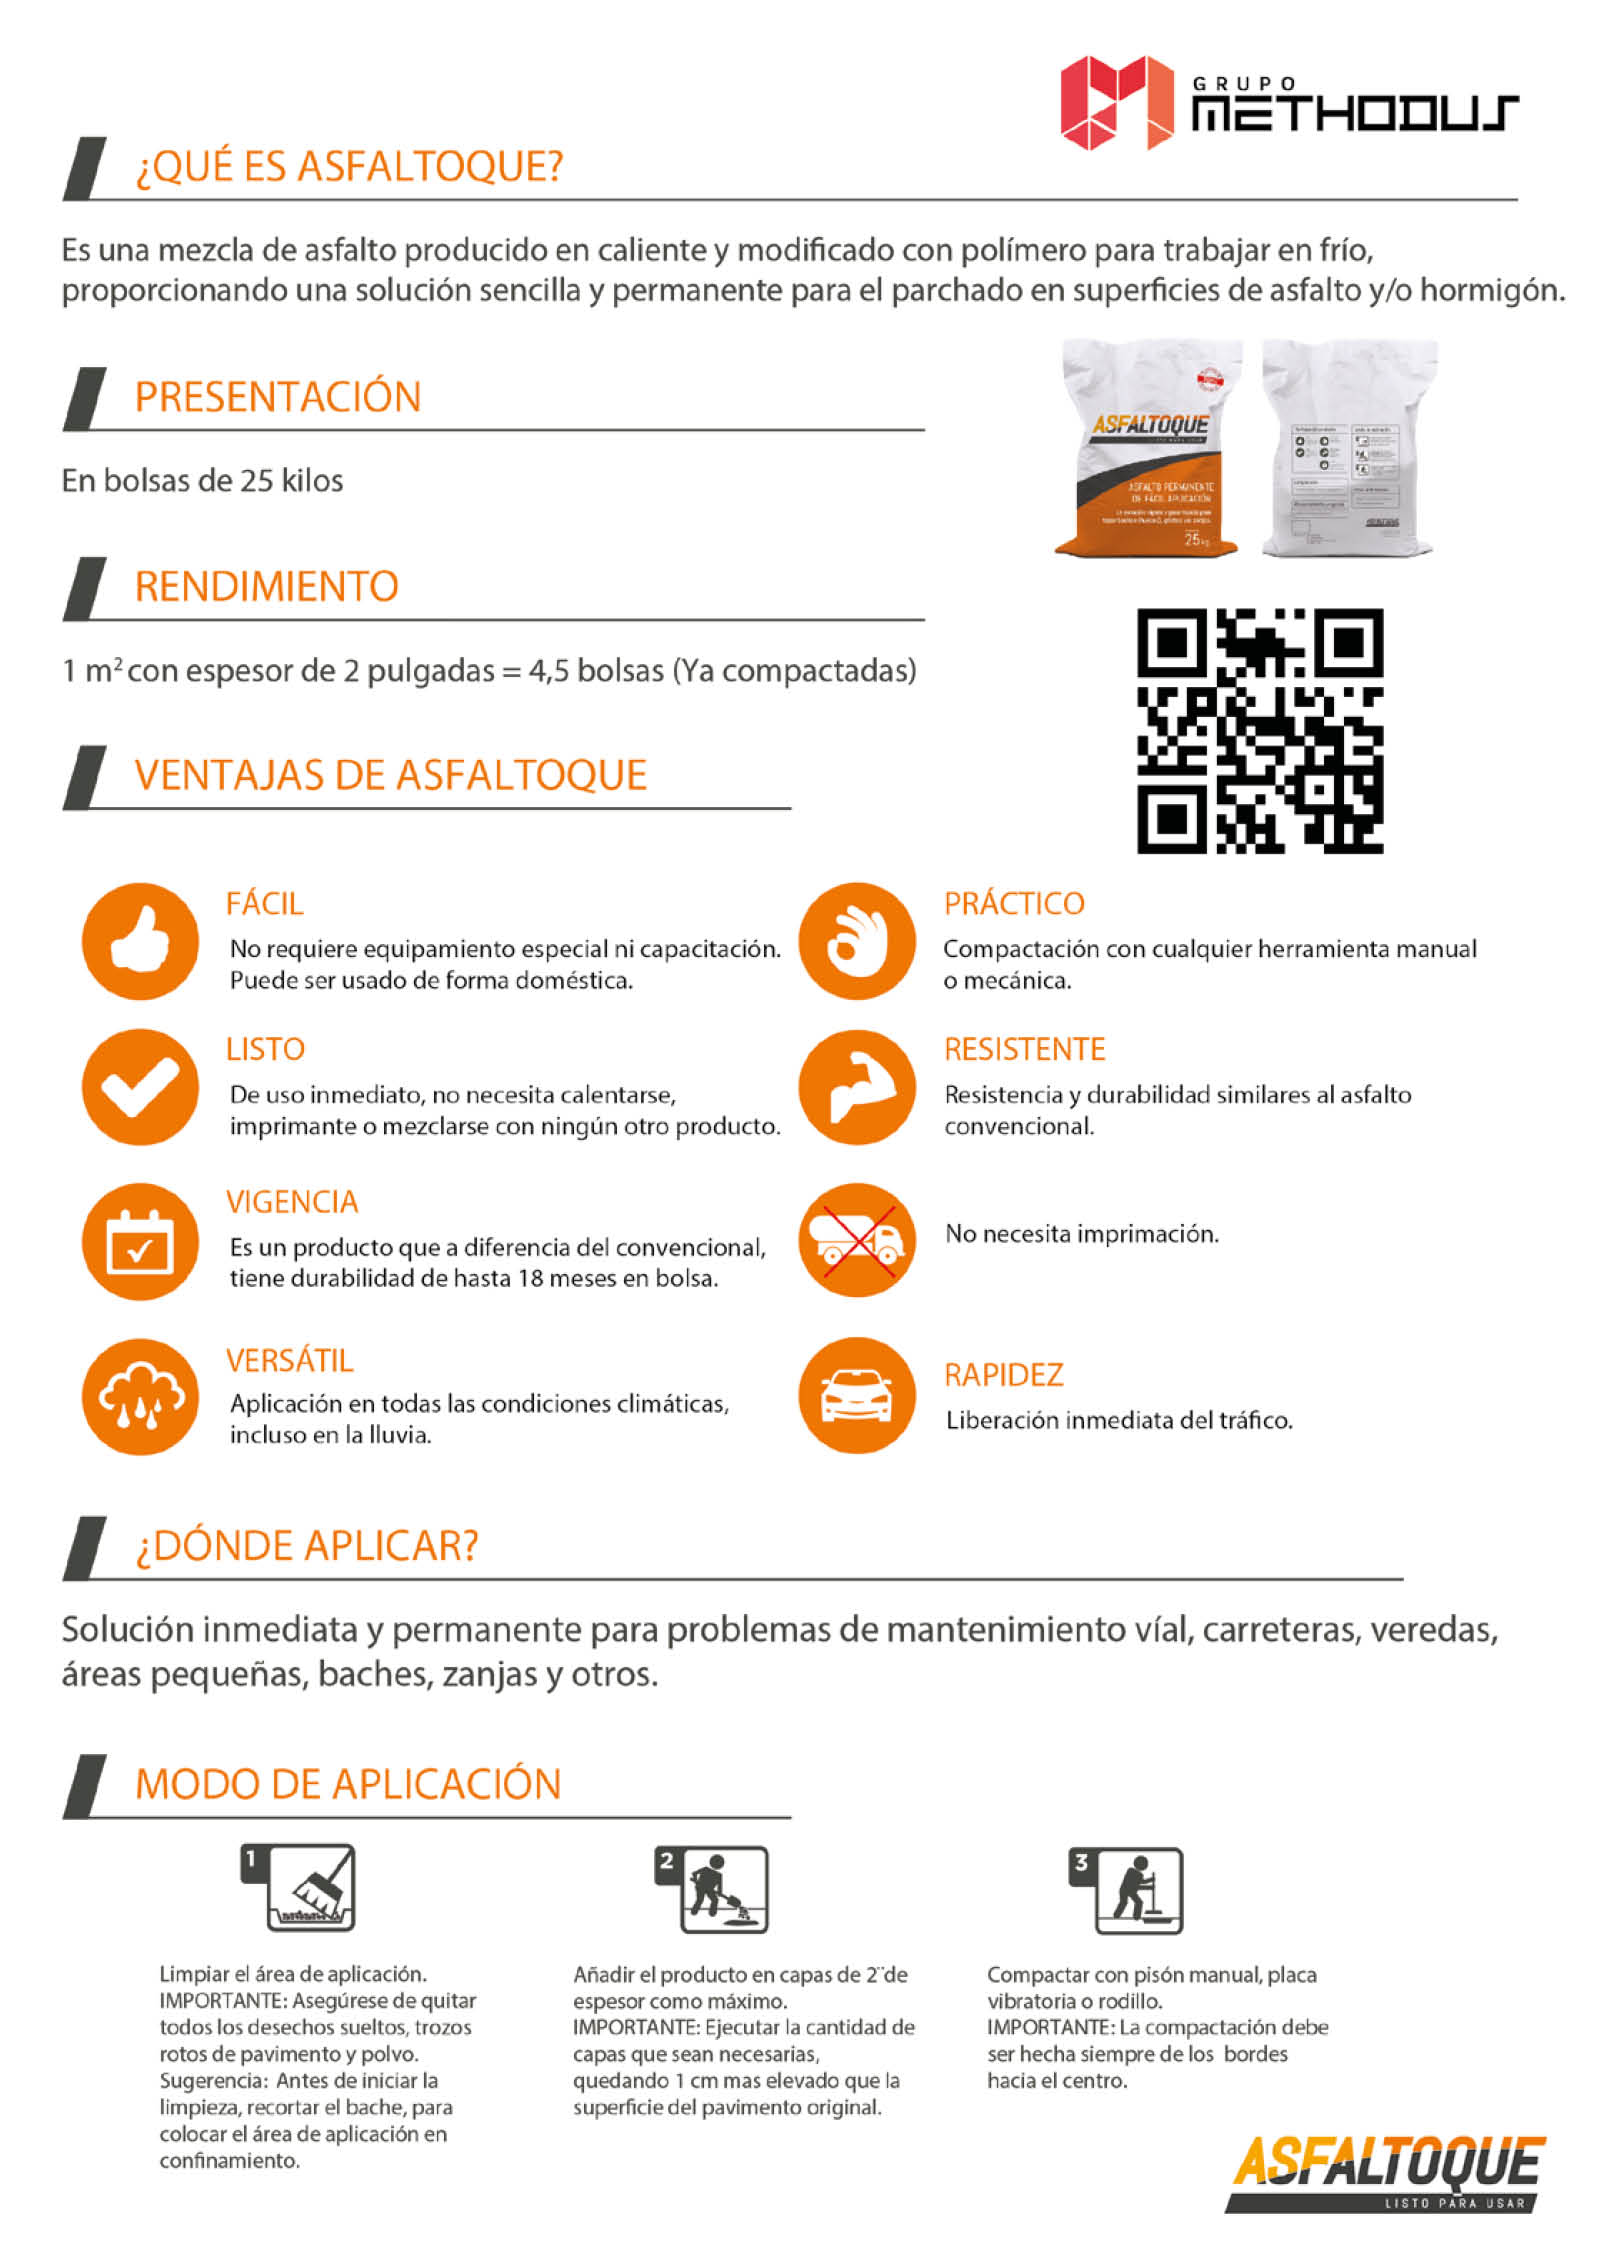 GRUPO
METHODUS
¿QUÉ ES ASFALTOQUE?
Es una mezcla de asfalto producido en caliente y modificado con polímero para trabajar en frío,
proporcionando una solución sencilla y permanente para el parchado en superficies de asfalto y/o hormigón.
PRESENTACIÓN
En bolsas de 25 kilos
ASFALTOQUE
ASFALTO PERMANENTE
DE FÁCIL APLICACIÓN
25 kg
RENDIMIENTO
1 m² con espesor de 2 pulgadas = 4,5 bolsas (Ya compactadas)
VENTAJAS DE ASFALTOQUE
FÁCIL
No requiere equipamiento especial ni capacitación.
Puede ser usado de forma doméstica.
PRÁCTICO
Compactación con cualquier herramienta manual
o mecánica.
LISTO
De uso inmediato, no necesita calentarse,
imprimante o mezclarse con ningún otro producto.
RESISTENTE
Resistencia y durabilidad similares al asfalto
convencional.
VIGENCIA
Es un producto que a diferencia del convencional,
tiene durabilidad de hasta 18 meses en bolsa.
No necesita imprimación.
VERSÁTIL
Aplicación en todas las condiciones climáticas,
incluso en la lluvia.
RAPIDEZ
Liberación inmediata del tráfico.
¿DÓNDE APLICAR?
Solución inmediata y permanente para problemas de mantenimiento víal, carreteras, veredas,
áreas pequeñas, baches, zanjas y otros.
MODO DE APLICACIÓN
1
Limpiar el área de aplicación.
IMPORTANTE: Asegúrese de quitar
todos los desechos sueltos, trozos
rotos de pavimento y polvo.
Sugerencia: Antes de iniciar la
limpieza, recortar el bache, para
colocar el área de aplicación en
confinamiento.
2
Añadir el producto en capas de 2¨de
espesor como máximo.
IMPORTANTE: Ejecutar la cantidad de
capas que sean necesarias,
quedando 1 cm mas elevado que la
superficie del pavimento original.
3
Compactar con pisón manual, placa
vibratoria o rodillo.
IMPORTANTE: La compactación debe
ser hecha siempre de los bordes
hacia el centro.
ASFALTOQUE
LISTO PARA USAR